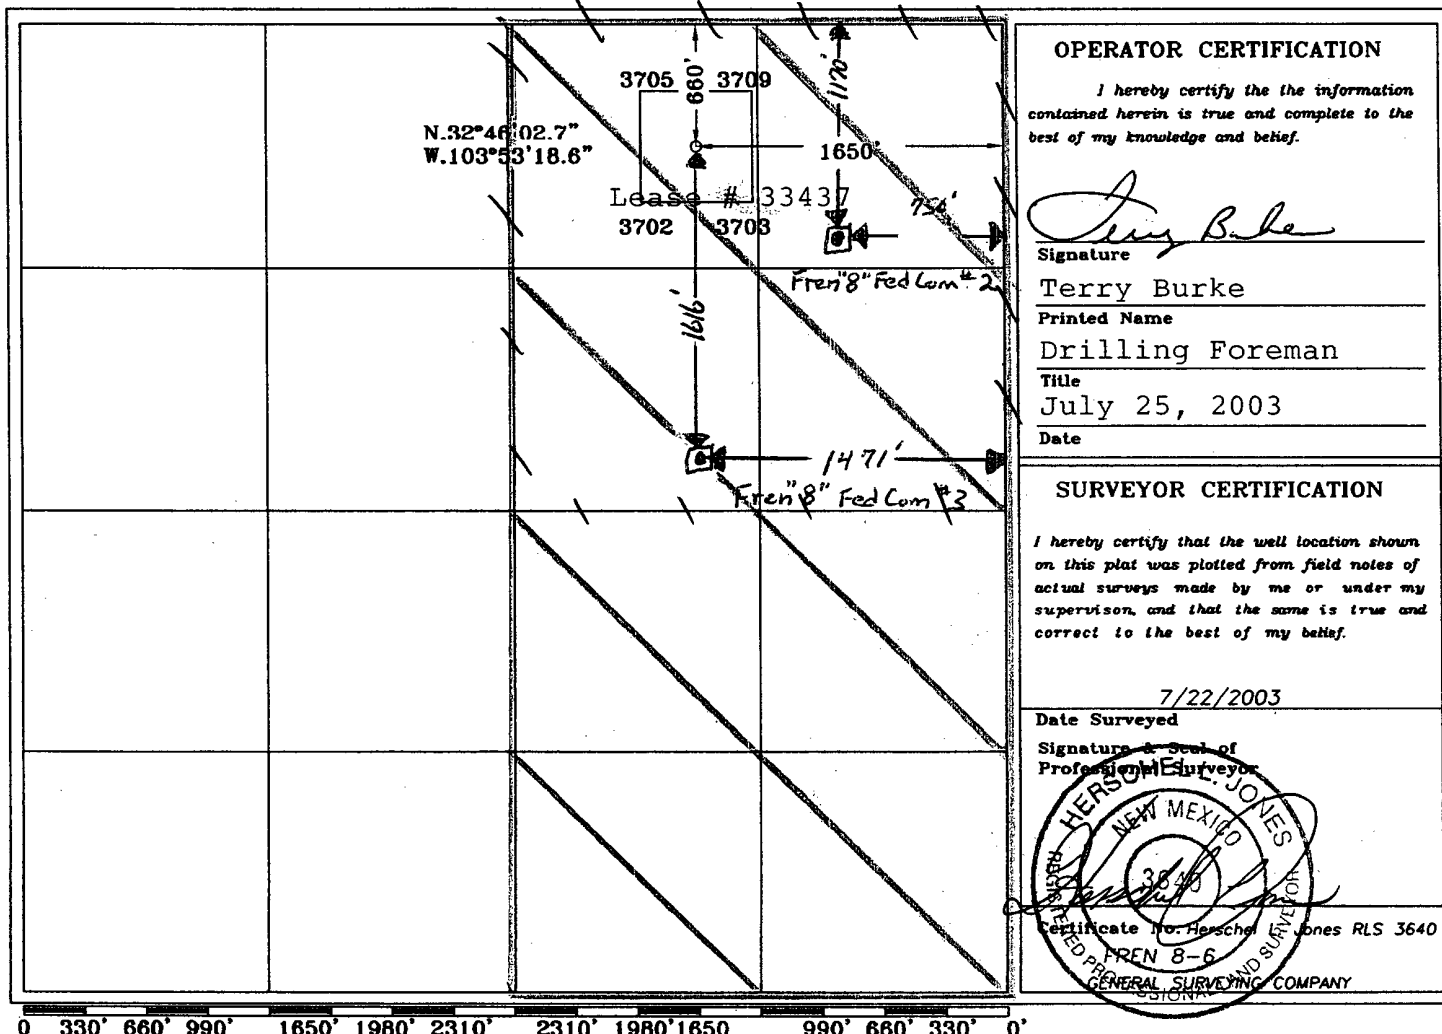 3705 3709
660'
1170'
N.32°46'02.7"
W.103°53'18.6"
1650'
Lease # 33437
3702 3703
Fren "8" Fed Com #2
1616'
1471'
Fren "8" Fed Com #3
OPERATOR CERTIFICATION
I hereby certify the the information
contained herein is true and complete to the
best of my knowledge and belief.
Terry Burke
Signature
Terry Burke
Printed Name
Drilling Foreman
Title
July 25, 2003
Date
SURVEYOR CERTIFICATION
I hereby certify that the well location shown
on this plat was plotted from field notes of
actual surveys made by me or under my
supervison, and that the same is true and
correct to the best of my belief.
7/22/2003
Date Surveyed
Signature & Seal of
Professional Surveyor
HERSCHEL L. JONES
NEW MEXICO
3640
REGISTERED PROFESSIONAL LAND SURVEYOR
Certificate No. Herschel L. Jones RLS 3640
FREN 8-6
GENERAL SURVEYING COMPANY
0 330' 660' 990' 1650' 1980' 2310' 2310' 1980' 1650 990' 660' 330' 0'